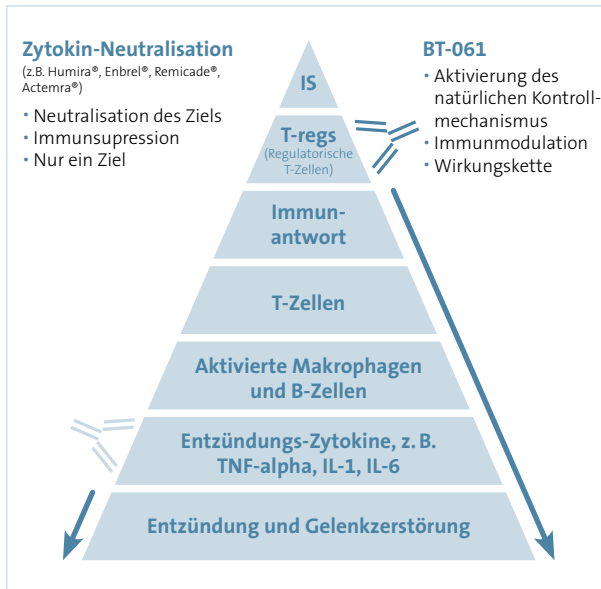 Zytokin-Neutralisation
(z.B. Humira®, Enbrel®, Remicade®,
Actemra®)
• Neutralisation des Ziels
• Immunsupression
• Nur ein Ziel
BT-061
• Aktivierung des
natürlichen Kontroll-
mechanismus
• Immunmodulation
• Wirkungskette
IS
T-regs
(Regulatorische
T-Zellen)
Immun-
antwort
T-Zellen
Aktivierte Makrophagen
und B-Zellen
Entzündungs-Zytokine, z. B.
TNF-alpha, IL-1, IL-6
Entzündung und Gelenkzerstörung